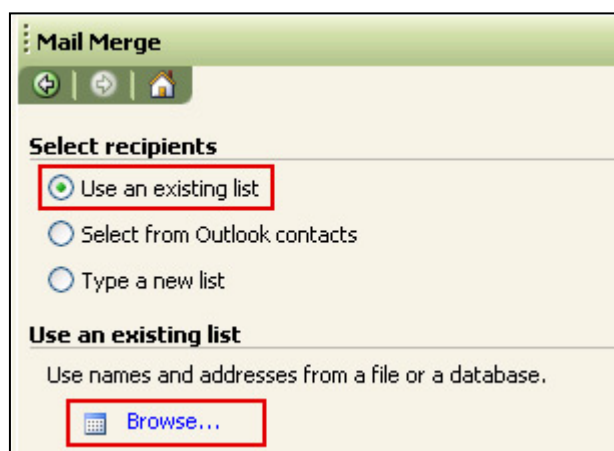 Mail Merge
Select recipients
Use an existing list
Select from Outlook contacts
Type a new list
Use an existing list
Use names and addresses from a file or a database.
Browse...